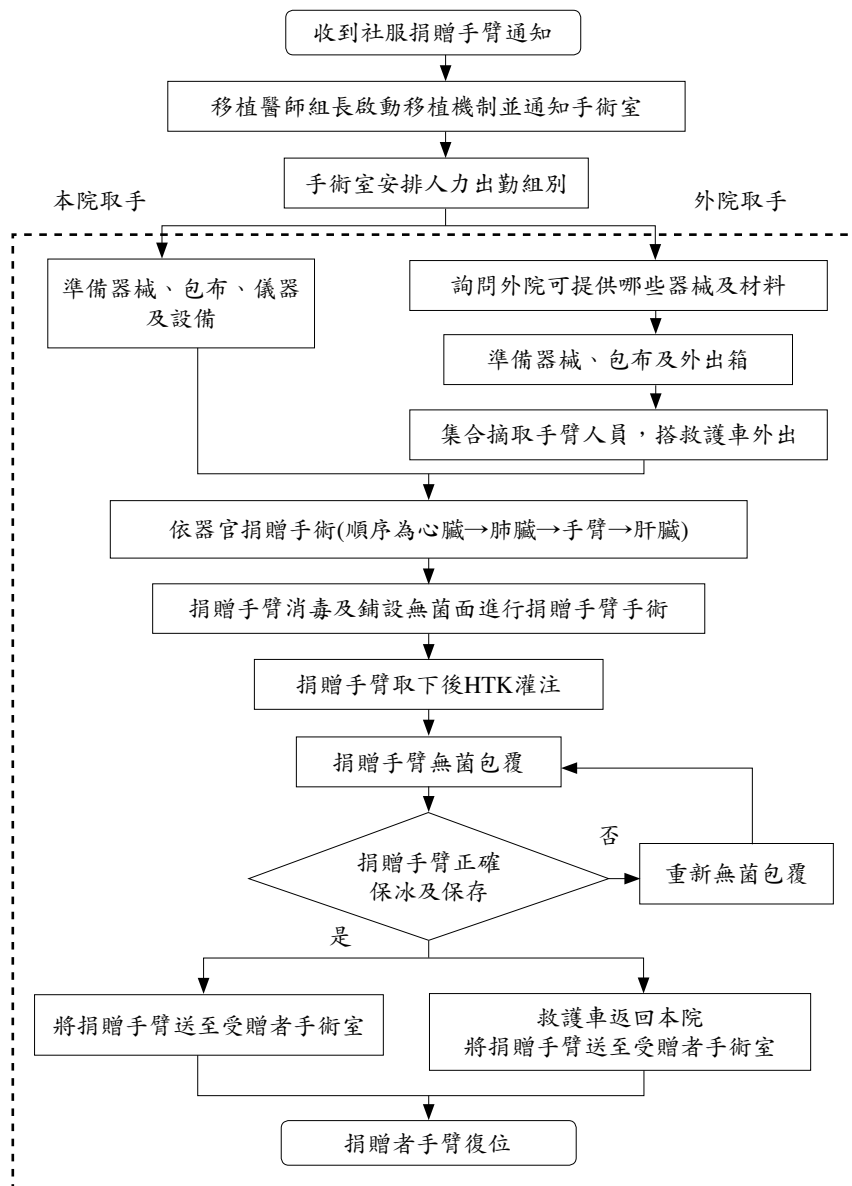 收到社服捐贈手臂通知
移植醫師組長啟動移植機制並通知手術室
手術室安排人力出勤組別
本院取手
外院取手
準備器械、包布、儀器
及設備
詢問外院可提供哪些器械及材料
準備器械、包布及外出箱
集合摘取手臂人員，搭救護車外出
依器官捐贈手術(順序為心臟→肺臟→手臂→肝臟)
捐贈手臂消毒及鋪設無菌面進行捐贈手臂手術
捐贈手臂取下後HTK灌注
捐贈手臂無菌包覆
捐贈手臂正確
保冰及保存
否
重新無菌包覆
是
將捐贈手臂送至受贈者手術室
救護車返回本院
將捐贈手臂送至受贈者手術室
捐贈者手臂復位